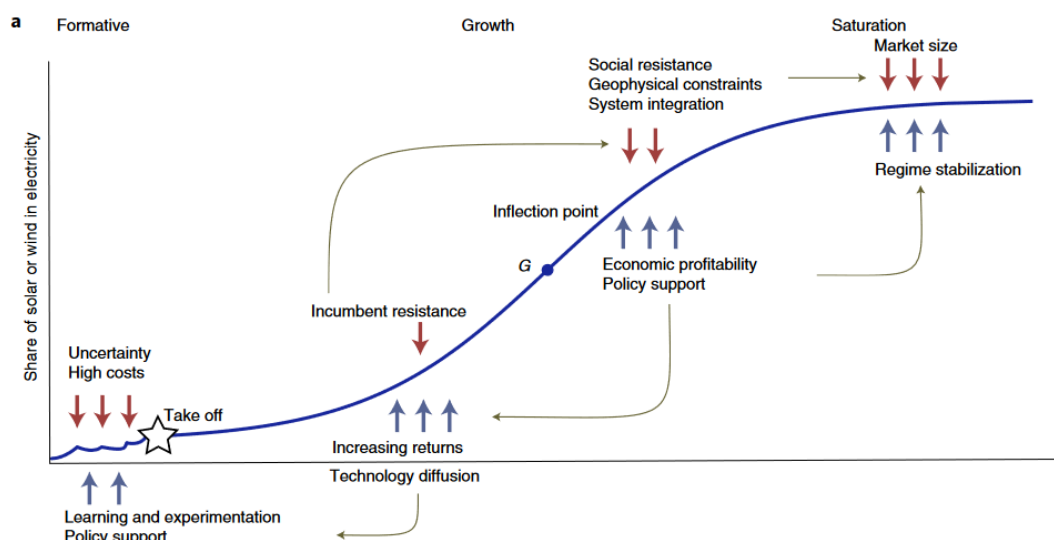 a
Formative
Growth
Saturation
Market size
Social resistance
Geophysical constraints
System integration
Regime stabilization
Inflection point
G
Economic profitability
Policy support
Incumbent resistance
Uncertainty
High costs
Take off
Increasing returns
Technology diffusion
Learning and experimentation
Policy support
Share of solar or wind in electricity